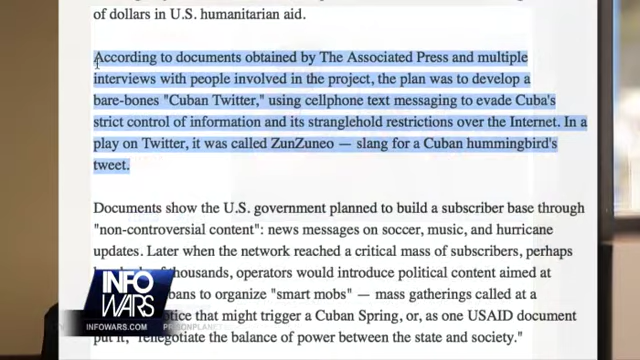 of dollars in U.S. humanitarian aid.
According to documents obtained by The Associated Press and multiple
interviews with people involved in the project, the plan was to develop a
bare-bones "Cuban Twitter," using cellphone text messaging to evade Cuba's
strict control of information and its stranglehold restrictions over the Internet. In a
play on Twitter, it was called ZunZuneo — slang for a Cuban hummingbird's
tweet.
Documents show the U.S. government planned to build a subscriber base through
"non-controversial content": news messages on soccer, music, and hurricane
updates. Later when the network reached a critical mass of subscribers, perhaps
thousands, operators would introduce political content aimed at
to organize "smart mobs" — mass gatherings called at a
that might trigger a Cuban Spring, or, as one USAID document
put it, "renegotiate the balance of power between the state and society."
INFO
WARS
INFOWARS.COM PRISONPLANET